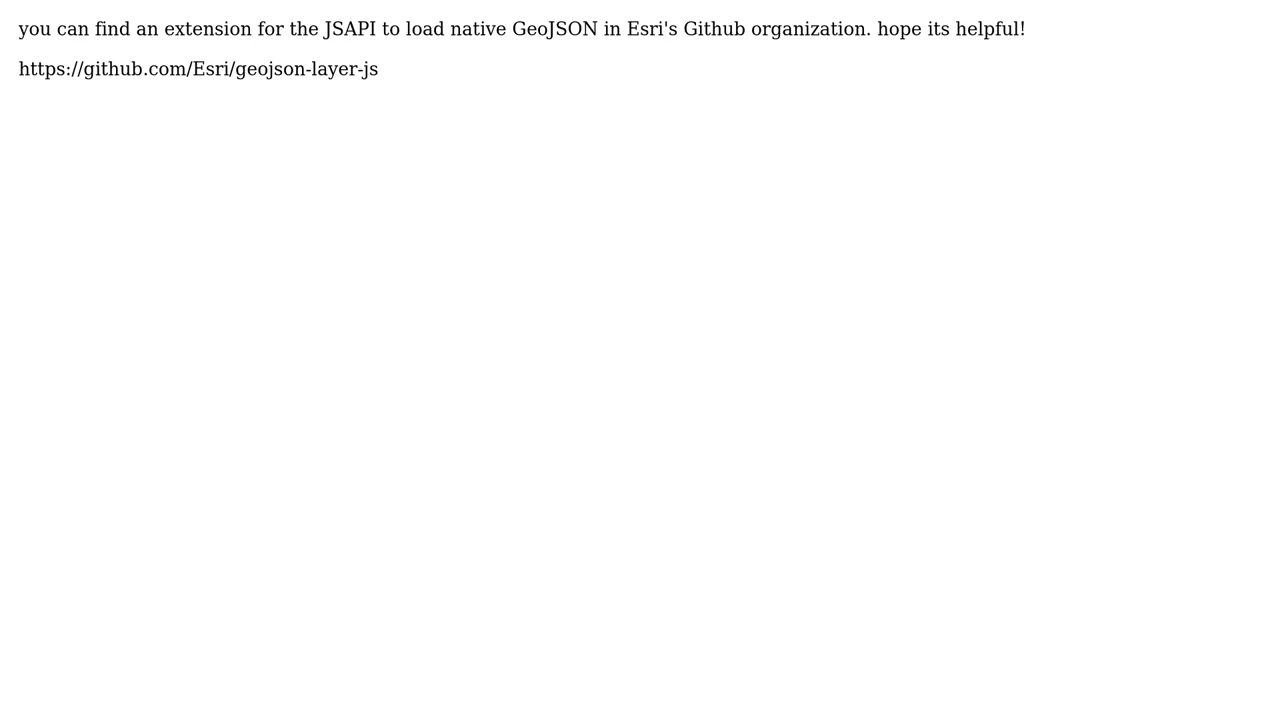 you can find an extension for the JSAPI to load native GeoJSON in Esri's Github organization. hope its helpful!
https://github.com/Esri/geojson-layer-js